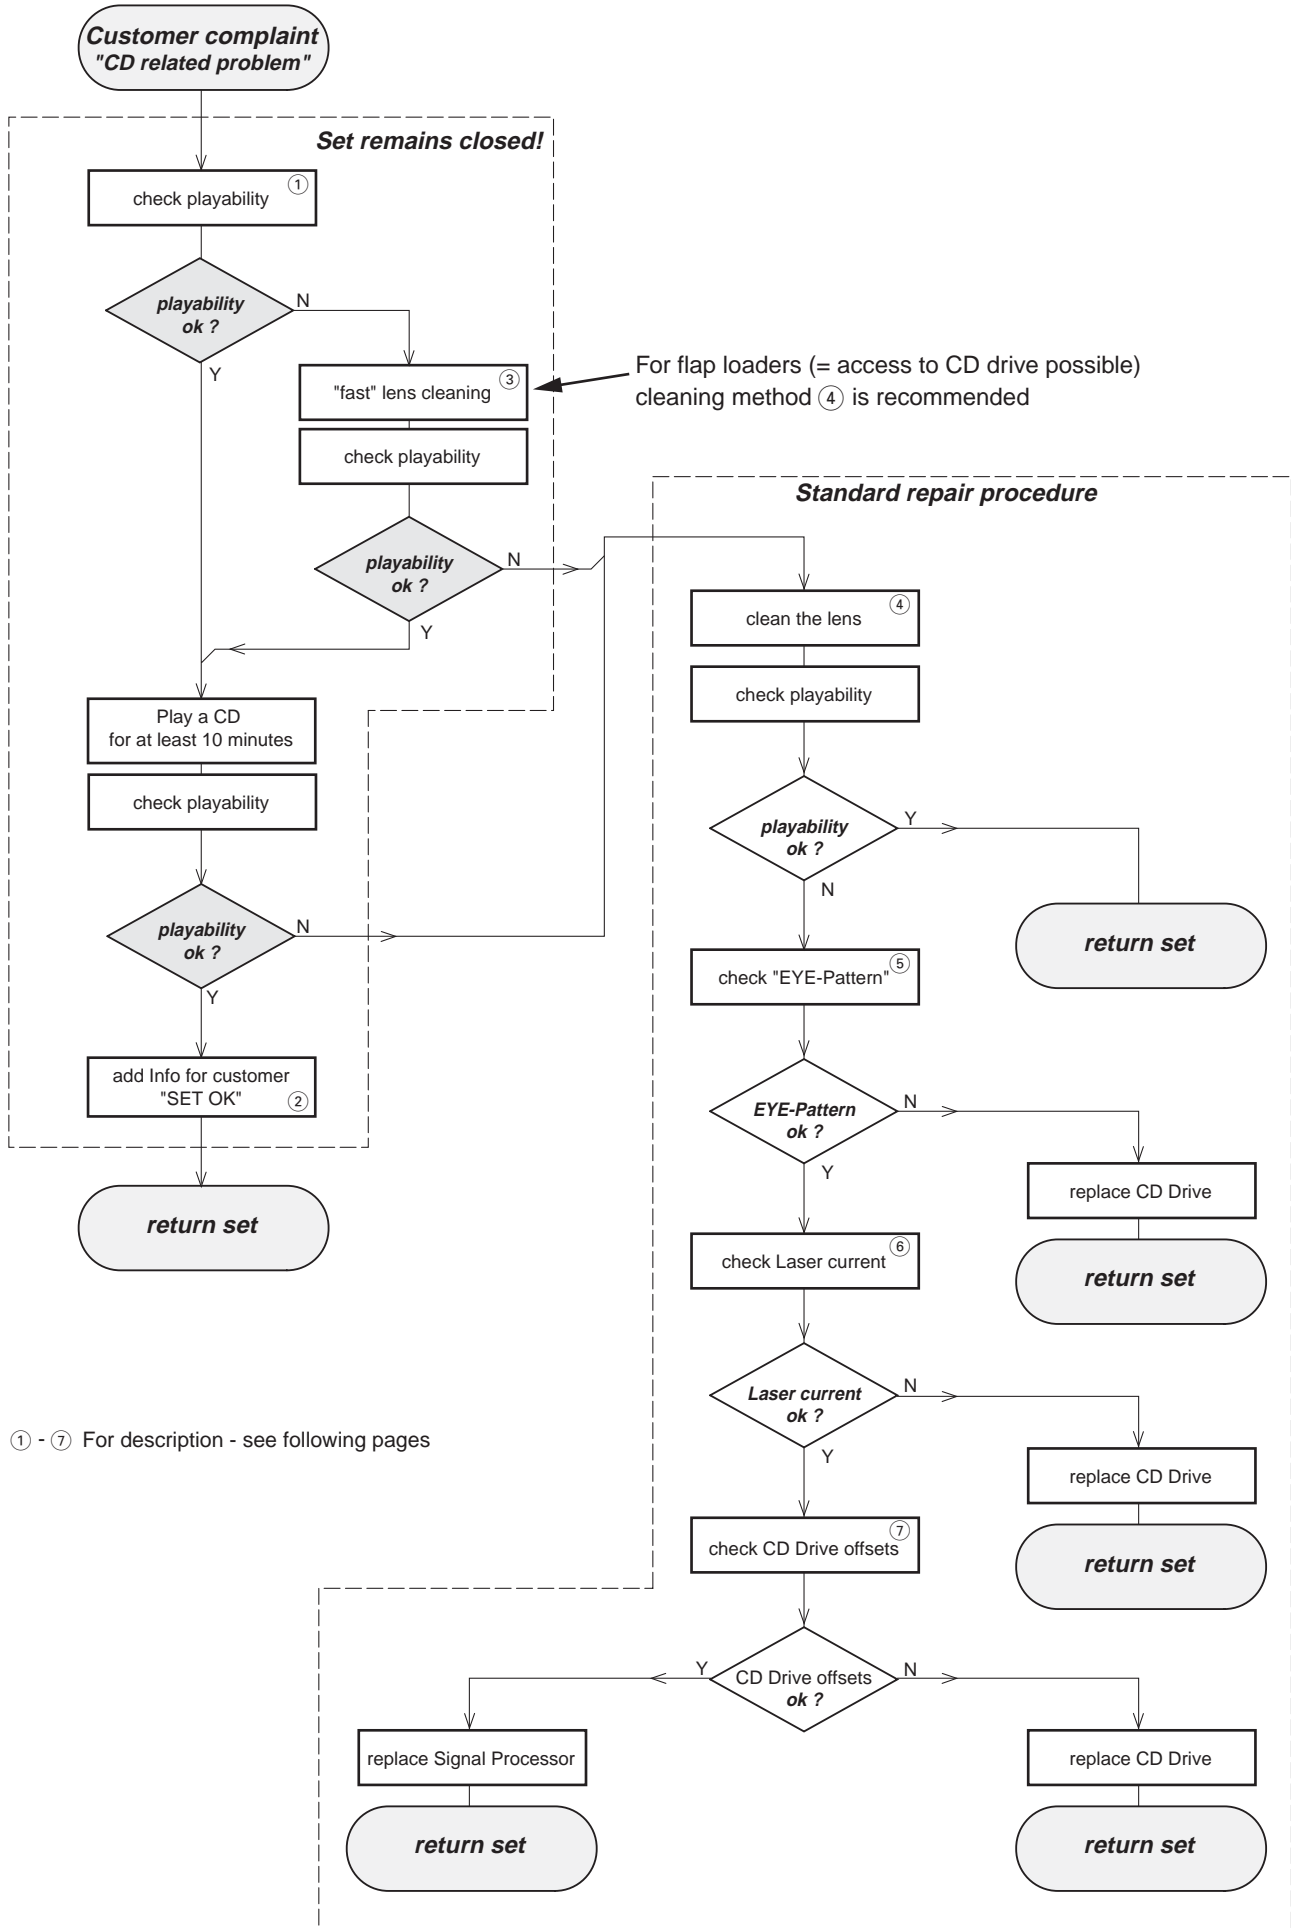 Customer complaint
"CD related problem"
Set remains closed!
check playability
①
playability
ok ?
N
Y
"fast" lens cleaning
③
For flap loaders (= access to CD drive possible)
cleaning method ④ is recommended
check playability
playability
ok ?
N
Y
Play a CD
for at least 10 minutes
check playability
playability
ok ?
N
Y
add Info for customer
"SET OK"
②
return set
① - ⑦ For description - see following pages
Standard repair procedure
clean the lens
④
check playability
playability
ok ?
Y
N
return set
check "EYE-Pattern"
⑤
EYE-Pattern
ok ?
N
Y
replace CD Drive
return set
check Laser current
⑥
Laser current
ok ?
N
Y
replace CD Drive
return set
check CD Drive offsets
⑦
CD Drive offsets
ok ?
Y
N
replace Signal Processor
return set
replace CD Drive
return set